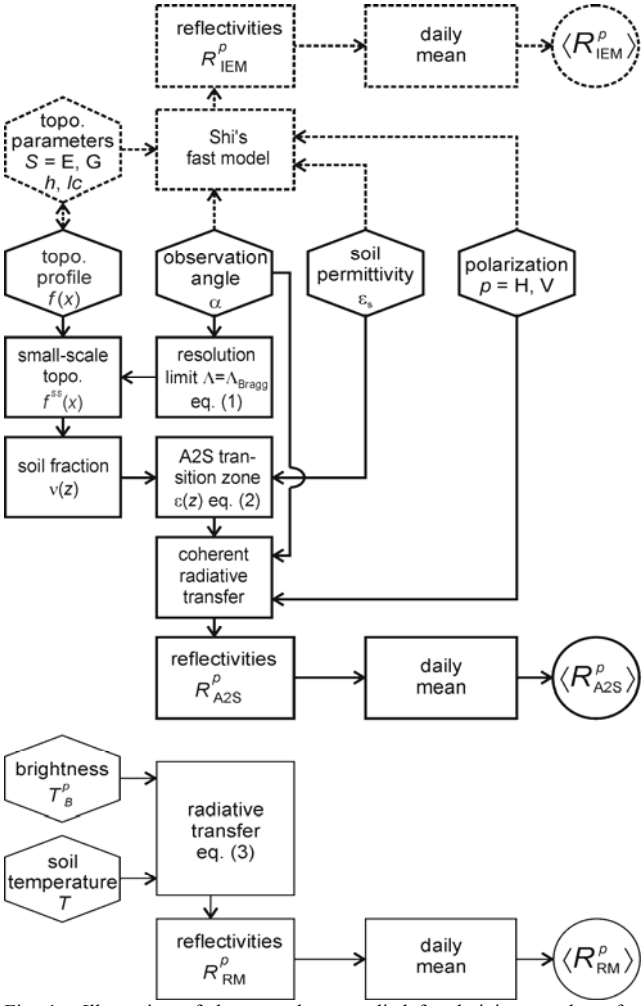 reflectivities
R^p_IEM
daily
mean
⟨R^p_IEM⟩
topo.
parameters
S = E, G
h, lc
Shi's
fast model
topo.
profile
f(x)
observation
angle
α
soil
permittivity
ε_s
polarization
p = H, V
small-scale
topo.
f^ss(x)
resolution
limit Λ=Λ_Bragg
eq. (1)
soil fraction
ν(z)
A2S tran-
sition zone
ε(z) eq. (2)
coherent
radiative
transfer
reflectivities
R^p_A2S
daily
mean
⟨R^p_A2S⟩
brightness
T^p_B
radiative
transfer
eq. (3)
soil
temperature
T
reflectivities
R^p_RM
daily
mean
⟨R^p_RM⟩